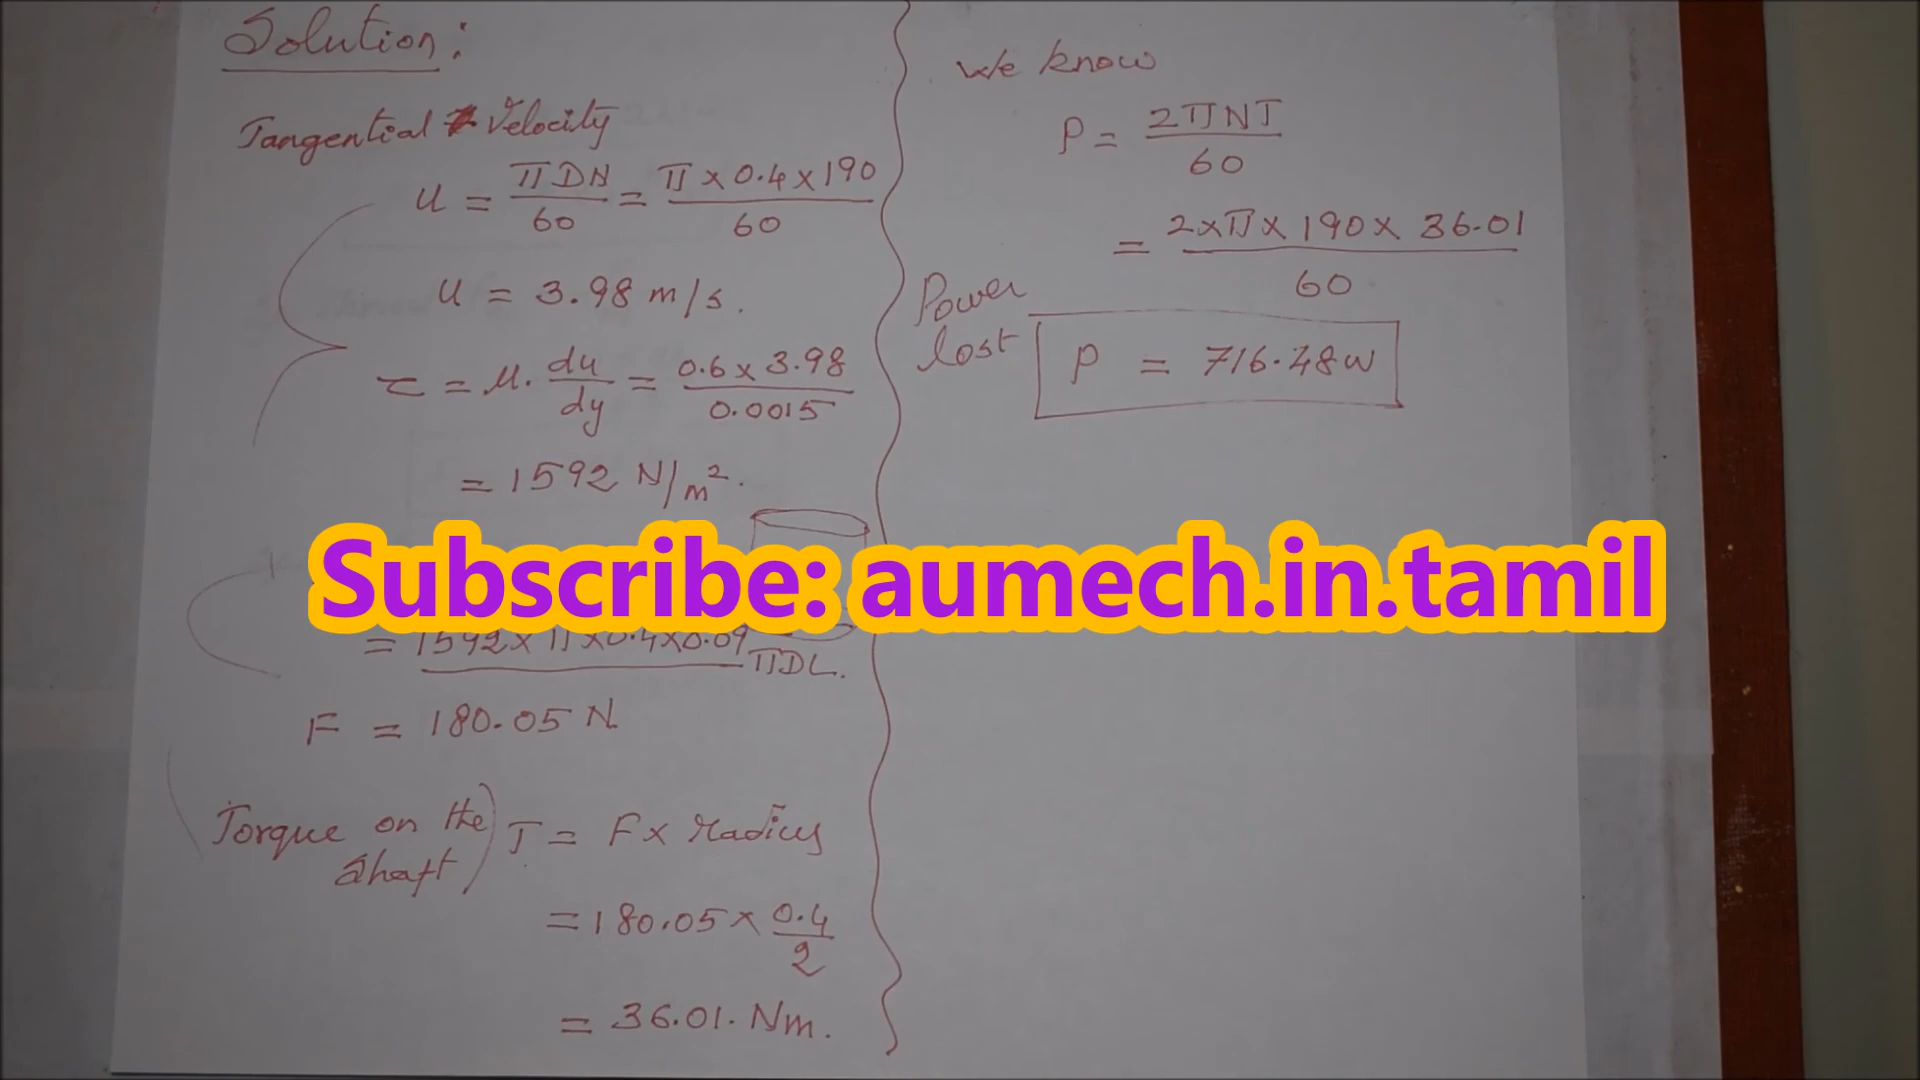 Solution:
Tangential Velocity
u = πDN/60 = π×0.4×190/60
u = 3.98 m/s.
τ = μ. du/dy = 0.6×3.98/0.0015
= 1592 N/m².
Subscribe: aumech.in.tamil
= 1592×π×0.4×0.09
πDL.
F = 180.05 N
Torque on the shaft) T = F× radius
= 180.05× 0.4/2
= 36.01. Nm.
We know
P = 2πNT/60
= 2×π× 190× 36.01/60
Power lost
P = 716.48w